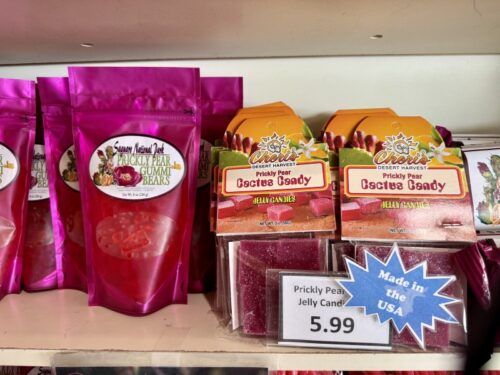 Saguaro National Park
PRICKLY PEAR
GUMMI
BEARS
Cheri's
DESERT HARVEST
Prickly Pear
Cactus Candy
JELLY CANDIES
Cheri's
DESERT HARVEST
Prickly Pear
Cactus Candy
JELLY CANDIES
Prickly Pear
Jelly Cand
5.99
Made in
the
USA